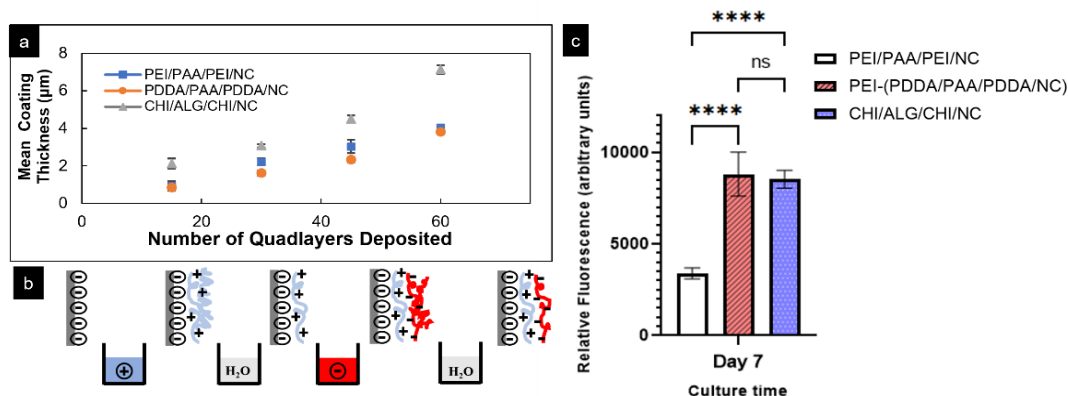 a
8
6
4
2
0
Mean Coating
Thickness (µm)
PEI/PAA/PEI/NC
PDDA/PAA/PDDA/NC
CHI/ALG/CHI/NC
0 20 40 60
Number of Quadlayers Deposited
b
+
H₂O
−
H₂O
c
****
ns
****
PEI/PAA/PEI/NC
PEI-(PDDA/PAA/PDDA/NC)
CHI/ALG/CHI/NC
Relative Fluorescence (arbitrary units)
10000
5000
0
Day 7
Culture time